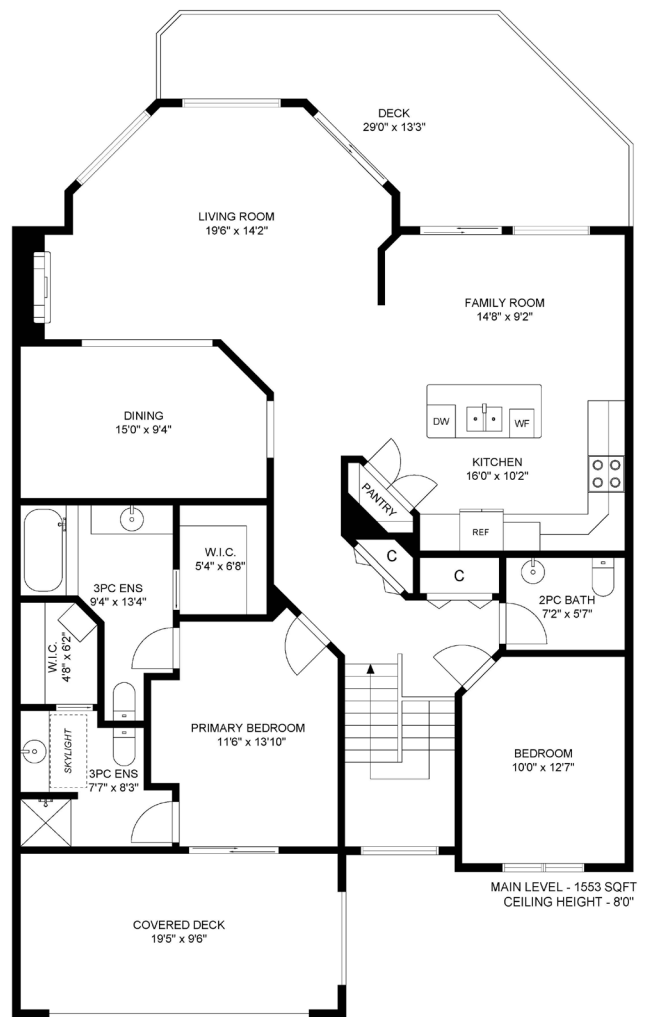 DECK
29'0" x 13'3"
LIVING ROOM
19'6" x 14'2"
FAMILY ROOM
14'8" x 9'2"
DINING
15'0" x 9'4"
DW
WF
KITCHEN
16'0" x 10'2"
PANTRY
REF
W.I.C.
5'4" x 6'8"
C
C
3PC ENS
9'4" x 13'4"
2PC BATH
7'2" x 5'7"
W.I.C.
4'8" x 6'2"
PRIMARY BEDROOM
11'6" x 13'10"
SKYLIGHT
BEDROOM
10'0" x 12'7"
3PC ENS
7'7" x 8'3"
MAIN LEVEL - 1553 SQFT
CEILING HEIGHT - 8'0"
COVERED DECK
19'5" x 9'6"